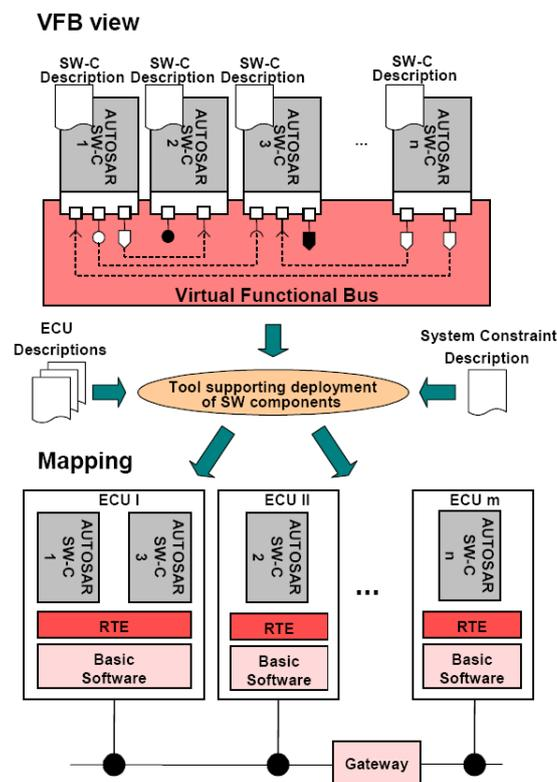 VFB view
SW-C
Description
SW-C
Description
SW-C
Description
SW-C
Description
AUTOSAR
SW-C
1
AUTOSAR
SW-C
2
AUTOSAR
SW-C
3
...
AUTOSAR
SW-C
n
Virtual Functional Bus
ECU
Descriptions
System Constraint
Description
Tool supporting deployment
of SW components
Mapping
ECU I
ECU II
ECU m
AUTOSAR
SW-C
1
AUTOSAR
SW-C
3
AUTOSAR
SW-C
2
...
AUTOSAR
SW-C
n
RTE
RTE
RTE
Basic
Software
Basic
Software
Basic
Software
Gateway